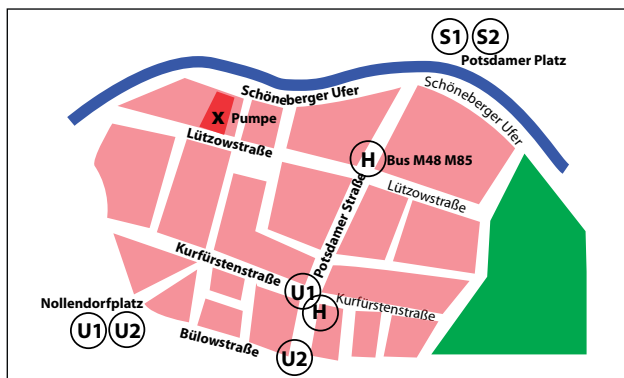 S1 S2
Potsdamer Platz
Schöneberger Ufer
Schöneberger Ufer
X Pumpe
Lützowstraße
H Bus M48 M85
Lützowstraße
Potsdamer Straße
Kurfürstenstraße
U1
H
Kurfürstenstraße
Nollendorfplatz
U1 U2
Bülowstraße
U2